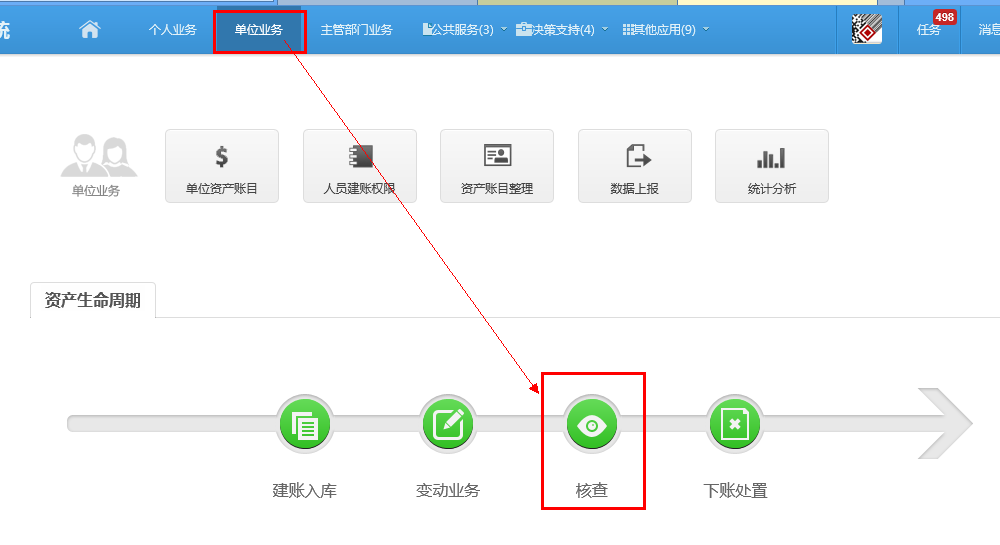 统
个人业务
单位业务
主管部门业务
公共服务(3)
决策支持(4)
其他应用(9)
任务
498
消息
单位业务
单位资产账目
人员建账权限
资产账目整理
数据上报
统计分析
资产生命周期
建账入库
变动业务
核查
下账处置